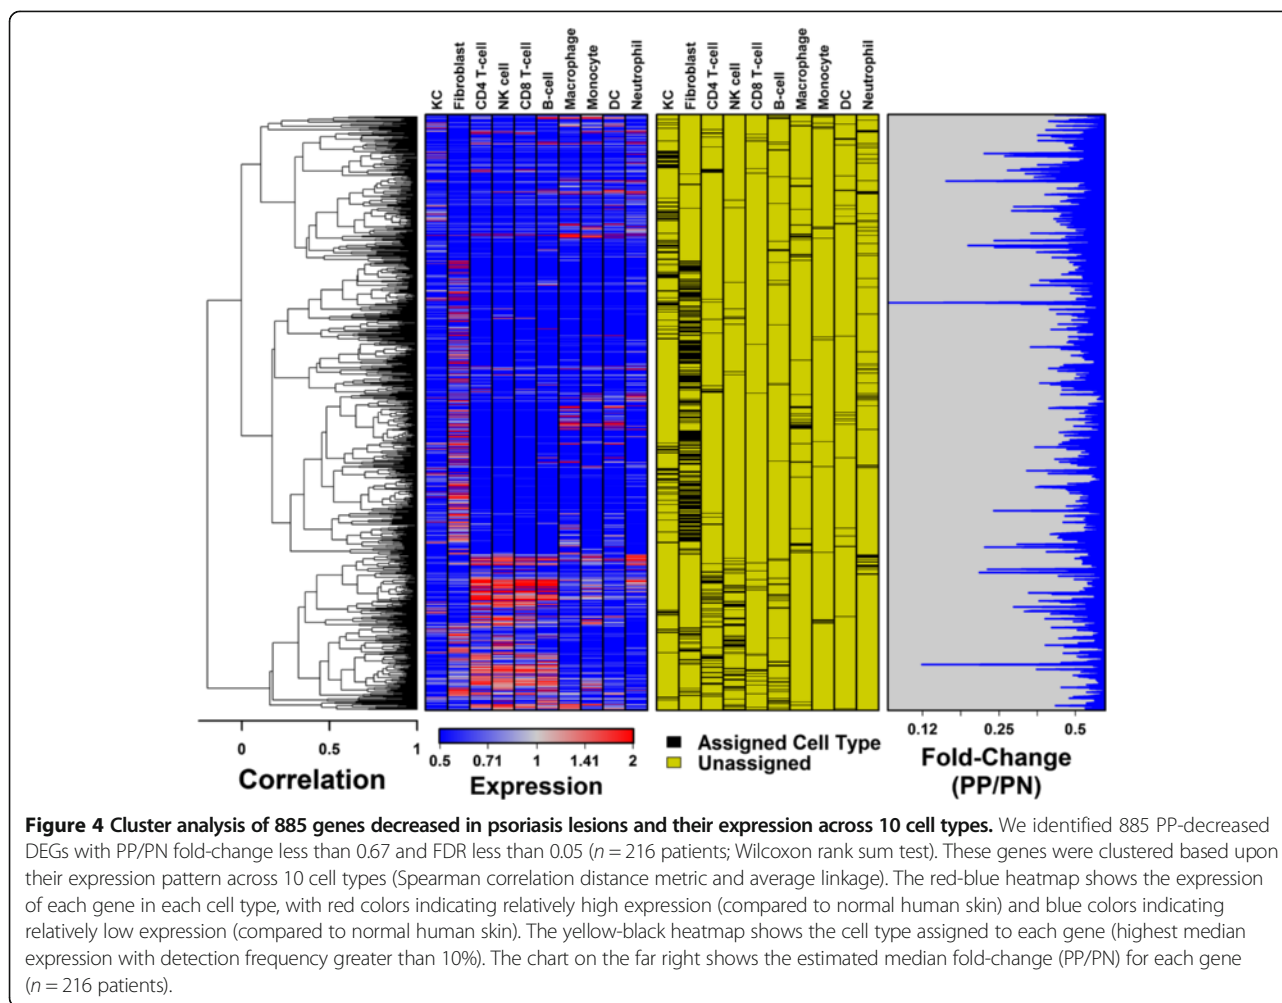 KC
Fibroblast
CD4 T-cell
NK cell
CD8 T-cell
B-cell
Macrophage
Monocyte
DC
Neutrophil
KC
Fibroblast
CD4 T-cell
NK cell
CD8 T-cell
B-cell
Macrophage
Monocyte
DC
Neutrophil
0 0.5 1
Correlation
0.5 0.71 1 1.41 2
Expression
Assigned Cell Type
Unassigned
0.12 0.25 0.5
Fold-Change
(PP/PN)
Figure 4 Cluster analysis of 885 genes decreased in psoriasis lesions and their expression across 10 cell types. We identified 885 PP-decreased
DEGs with PP/PN fold-change less than 0.67 and FDR less than 0.05 (n = 216 patients; Wilcoxon rank sum test). These genes were clustered based upon
their expression pattern across 10 cell types (Spearman correlation distance metric and average linkage). The red-blue heatmap shows the expression
of each gene in each cell type, with red colors indicating relatively high expression (compared to normal human skin) and blue colors indicating
relatively low expression (compared to normal human skin). The yellow-black heatmap shows the cell type assigned to each gene (highest median
expression with detection frequency greater than 10%). The chart on the far right shows the estimated median fold-change (PP/PN) for each gene
(n = 216 patients).